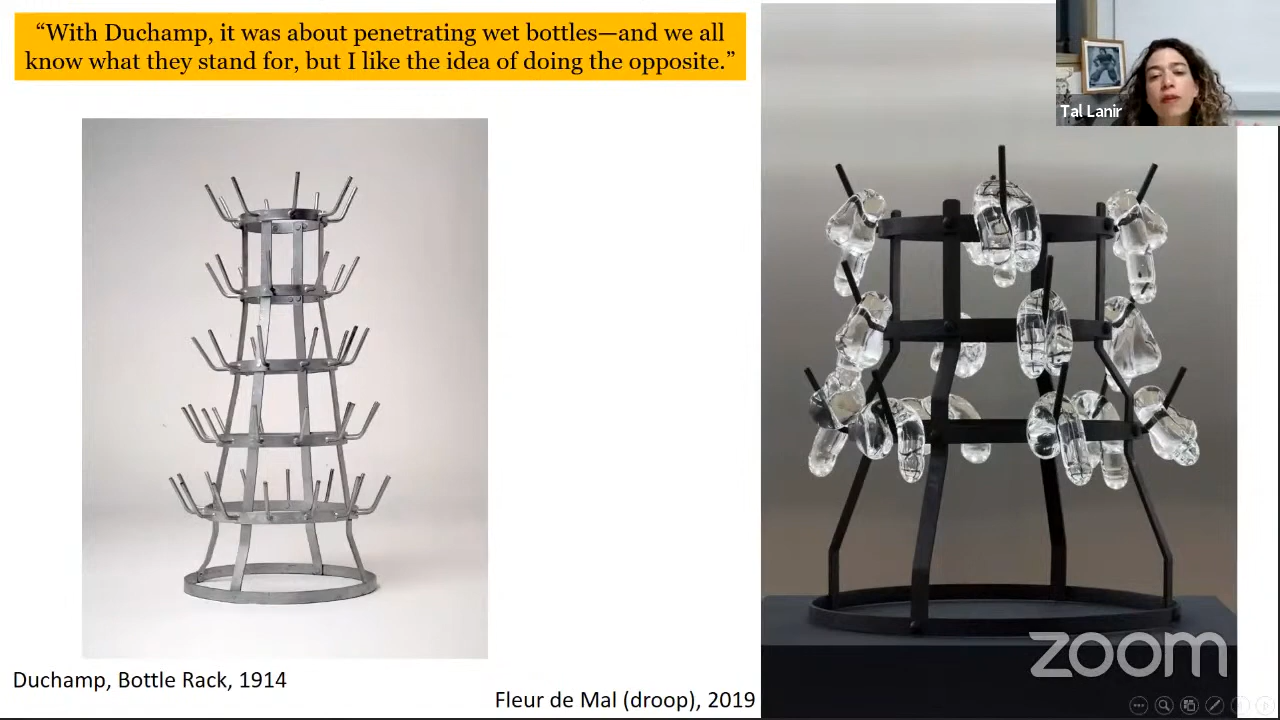 “With Duchamp, it was about penetrating wet bottles—and we all
know what they stand for, but I like the idea of doing the opposite.”
Tal Lanir
Duchamp, Bottle Rack, 1914
Fleur de Mal (droop), 2019
zoom